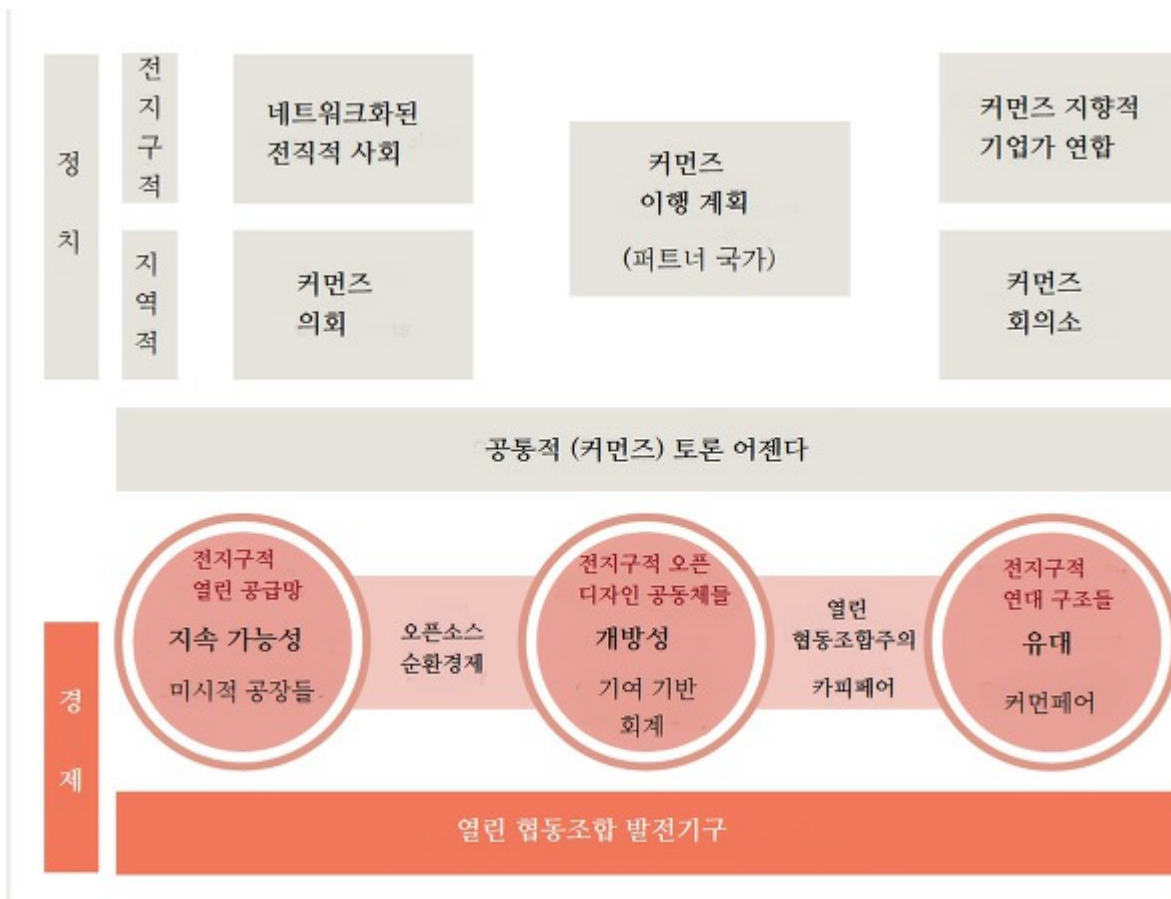 정치
전지구적
네트워크화된
전직적 사회
커먼즈
이행 계획
(퍼트너 국가)
커먼즈 지향적
기업가 연합
지역적
커먼즈
의회
커먼즈
회의소
공통적 (커먼즈) 토론 어젠다
경제
전지구적
열린 공급망
지속 가능성
미시적 공장들
오픈소스
순환경제
전지구적 오픈
디자인 공동체들
개방성
기여 기반
회계
열린
협동조합주의
카피페어
전지구적
연대 구조들
유대
커먼페어
열린 협동조합 발전기구